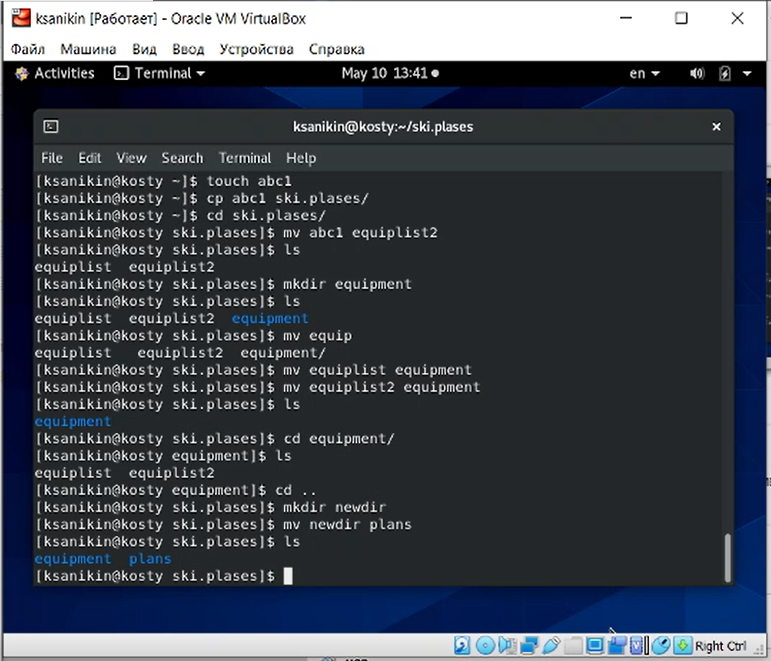 ksanikin [Работает] - Oracle VM VirtualBox
Файл Машина Вид Ввод Устройства Справка
Activities Terminal May 10 13:41 en
ksanikin@kosty:~/ski.plases
File Edit View Search Terminal Help
[ksanikin@kosty ~]$ touch abc1
[ksanikin@kosty ~]$ cp abc1 ski.plases/
[ksanikin@kosty ~]$ cd ski.plases/
[ksanikin@kosty ski.plases]$ mv abc1 equiplist2
[ksanikin@kosty ski.plases]$ ls
equiplist equiplist2
[ksanikin@kosty ski.plases]$ mkdir equipment
[ksanikin@kosty ski.plases]$ ls
equiplist equiplist2 equipment
[ksanikin@kosty ski.plases]$ mv equip
equiplist equiplist2 equipment/
[ksanikin@kosty ski.plases]$ mv equiplist equipment
[ksanikin@kosty ski.plases]$ mv equiplist2 equipment
[ksanikin@kosty ski.plases]$ ls
equipment
[ksanikin@kosty ski.plases]$ cd equipment/
[ksanikin@kosty equipment]$ ls
equiplist equiplist2
[ksanikin@kosty equipment]$ cd ..
[ksanikin@kosty ski.plases]$ mkdir newdir
[ksanikin@kosty ski.plases]$ mv newdir plans
[ksanikin@kosty ski.plases]$ ls
equipment plans
[ksanikin@kosty ski.plases]$
Right Ctrl